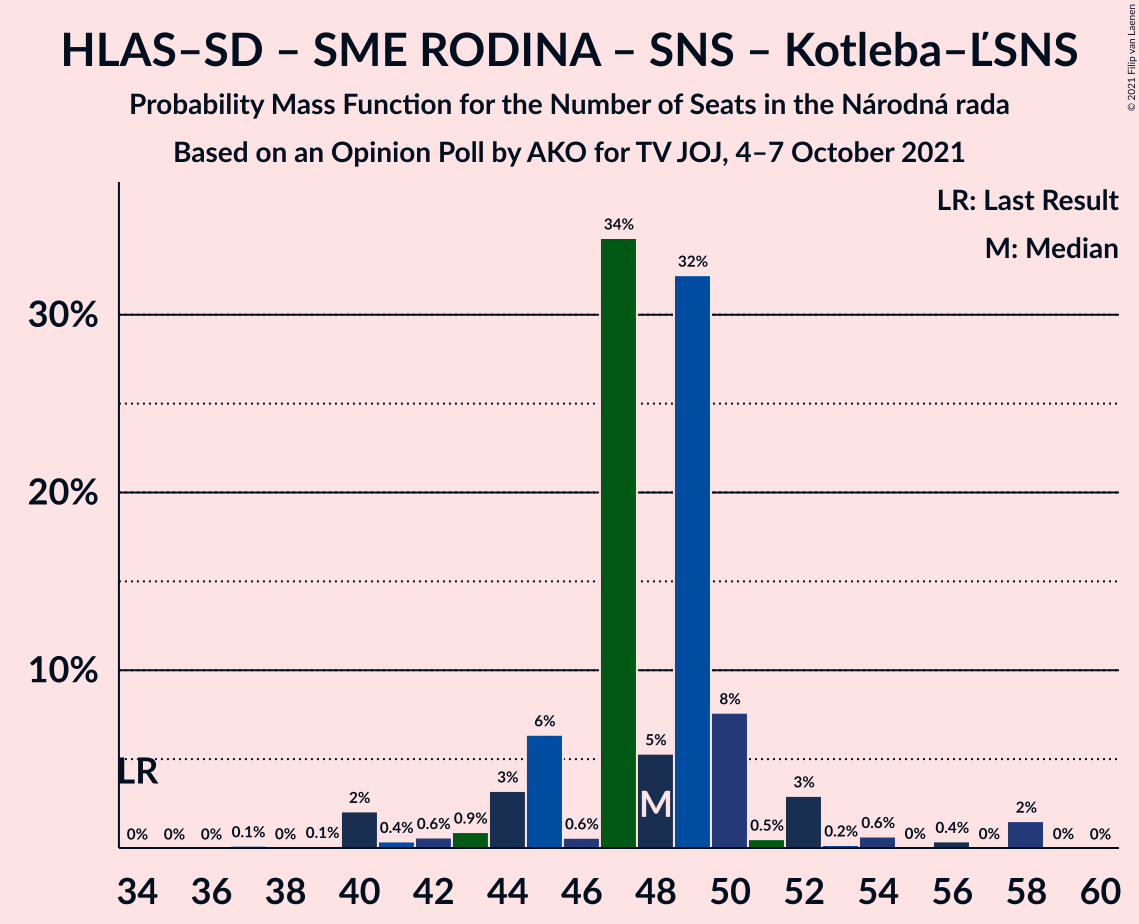 HLAS–SD – SME RODINA – SNS – Kotleba–ĽSNS
Probability Mass Function for the Number of Seats in the Národná rada
Based on an Opinion Poll by AKO for TV JOJ, 4–7 October 2021
© 2021 Filip van Laenen
LR: Last Result
M: Median
30%
20%
10%
LR
M
0% 0% 0% 0.1% 0% 0.1% 2% 0.4% 0.6% 0.9% 3% 6% 0.6% 34% 5% 32% 8% 0.5% 3% 0.2% 0.6% 0% 0.4% 0% 2% 0% 0%
34 36 38 40 42 44 46 48 50 52 54 56 58 60